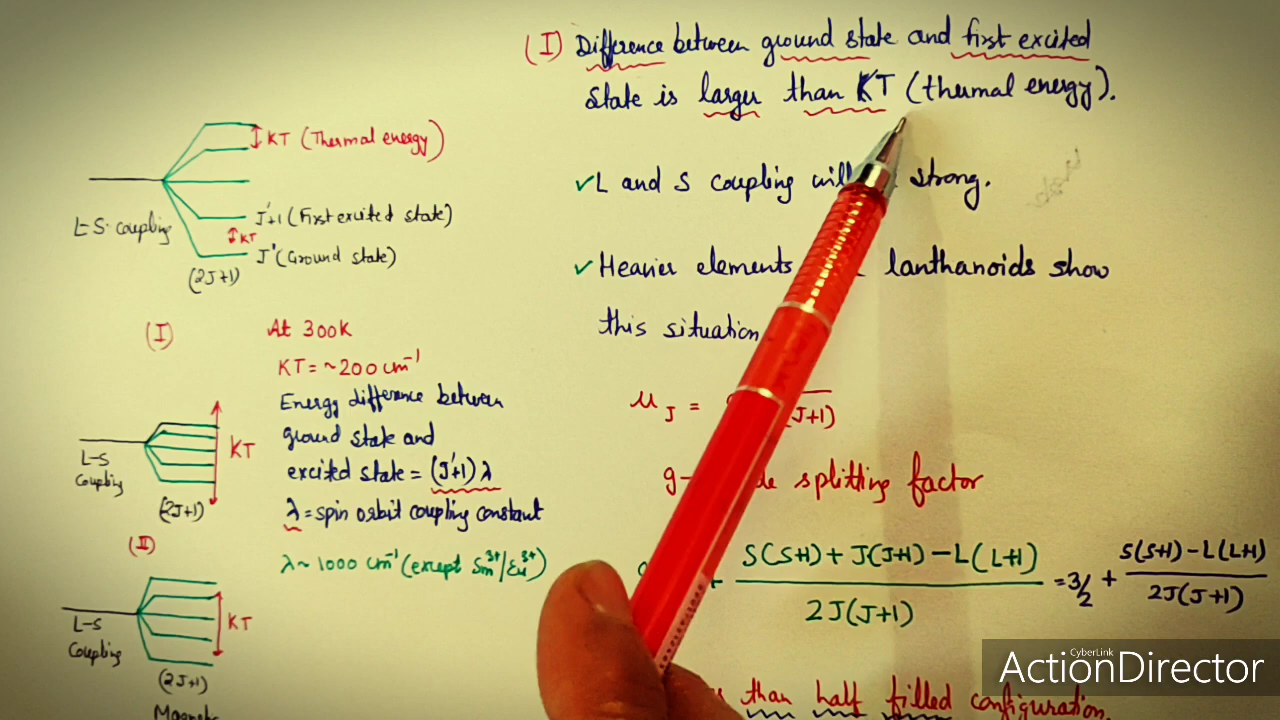 (I) Difference between ground state and first excited
state is larger than KT (thermal energy).
✓L and S coupling will strong.
✓Heavier elements lanthanoids show
this situation
μJ = J+1)
g- splitting factor
+ S(S+1) + J(J+1) - L(L+1) / 2J(J+1) = 3/2 + S(S+1) - L(L+1) / 2J(J+1)
than half filled configuration.
KT (Thermal energy)
L-S coupling
J'+1 (First excited state)
KT
J' (Ground state)
(2J+1)
(I)
At 300K
KT = ~200 cm⁻¹
Energy difference between
ground state and
excited state = (J'+1) λ
λ = spin orbit coupling constant
λ ~ 1000 cm⁻¹ (except Sm³⁺/Eu³⁺)
L-S
Coupling
KT
(2J+1)
(II)
L-S
Coupling
KT
(2J+1)
CyberLink
ActionDirector